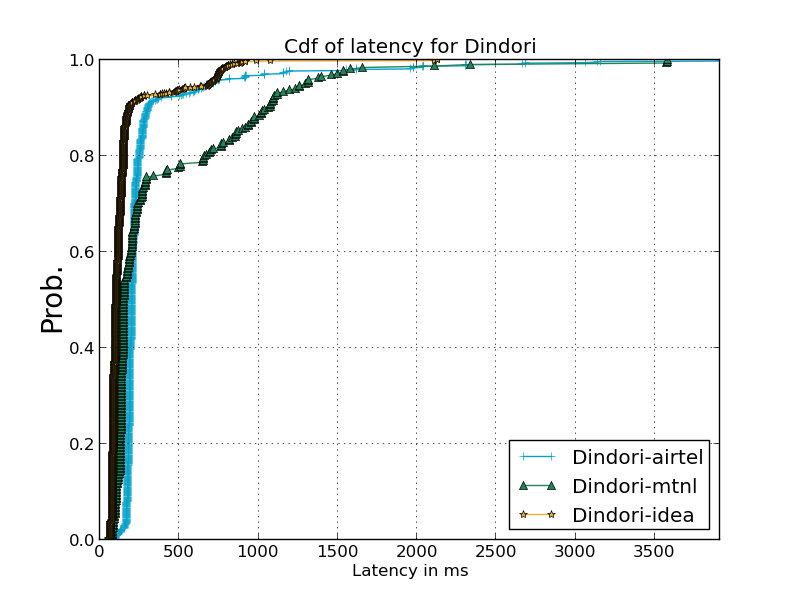 Cdf of latency for Dindori
1.0
0.8
0.6
0.4
0.2
0.0
Prob.
0 500 1000 1500 2000 2500 3000 3500
Latency in ms
Dindori-airtel
Dindori-mtnl
Dindori-idea